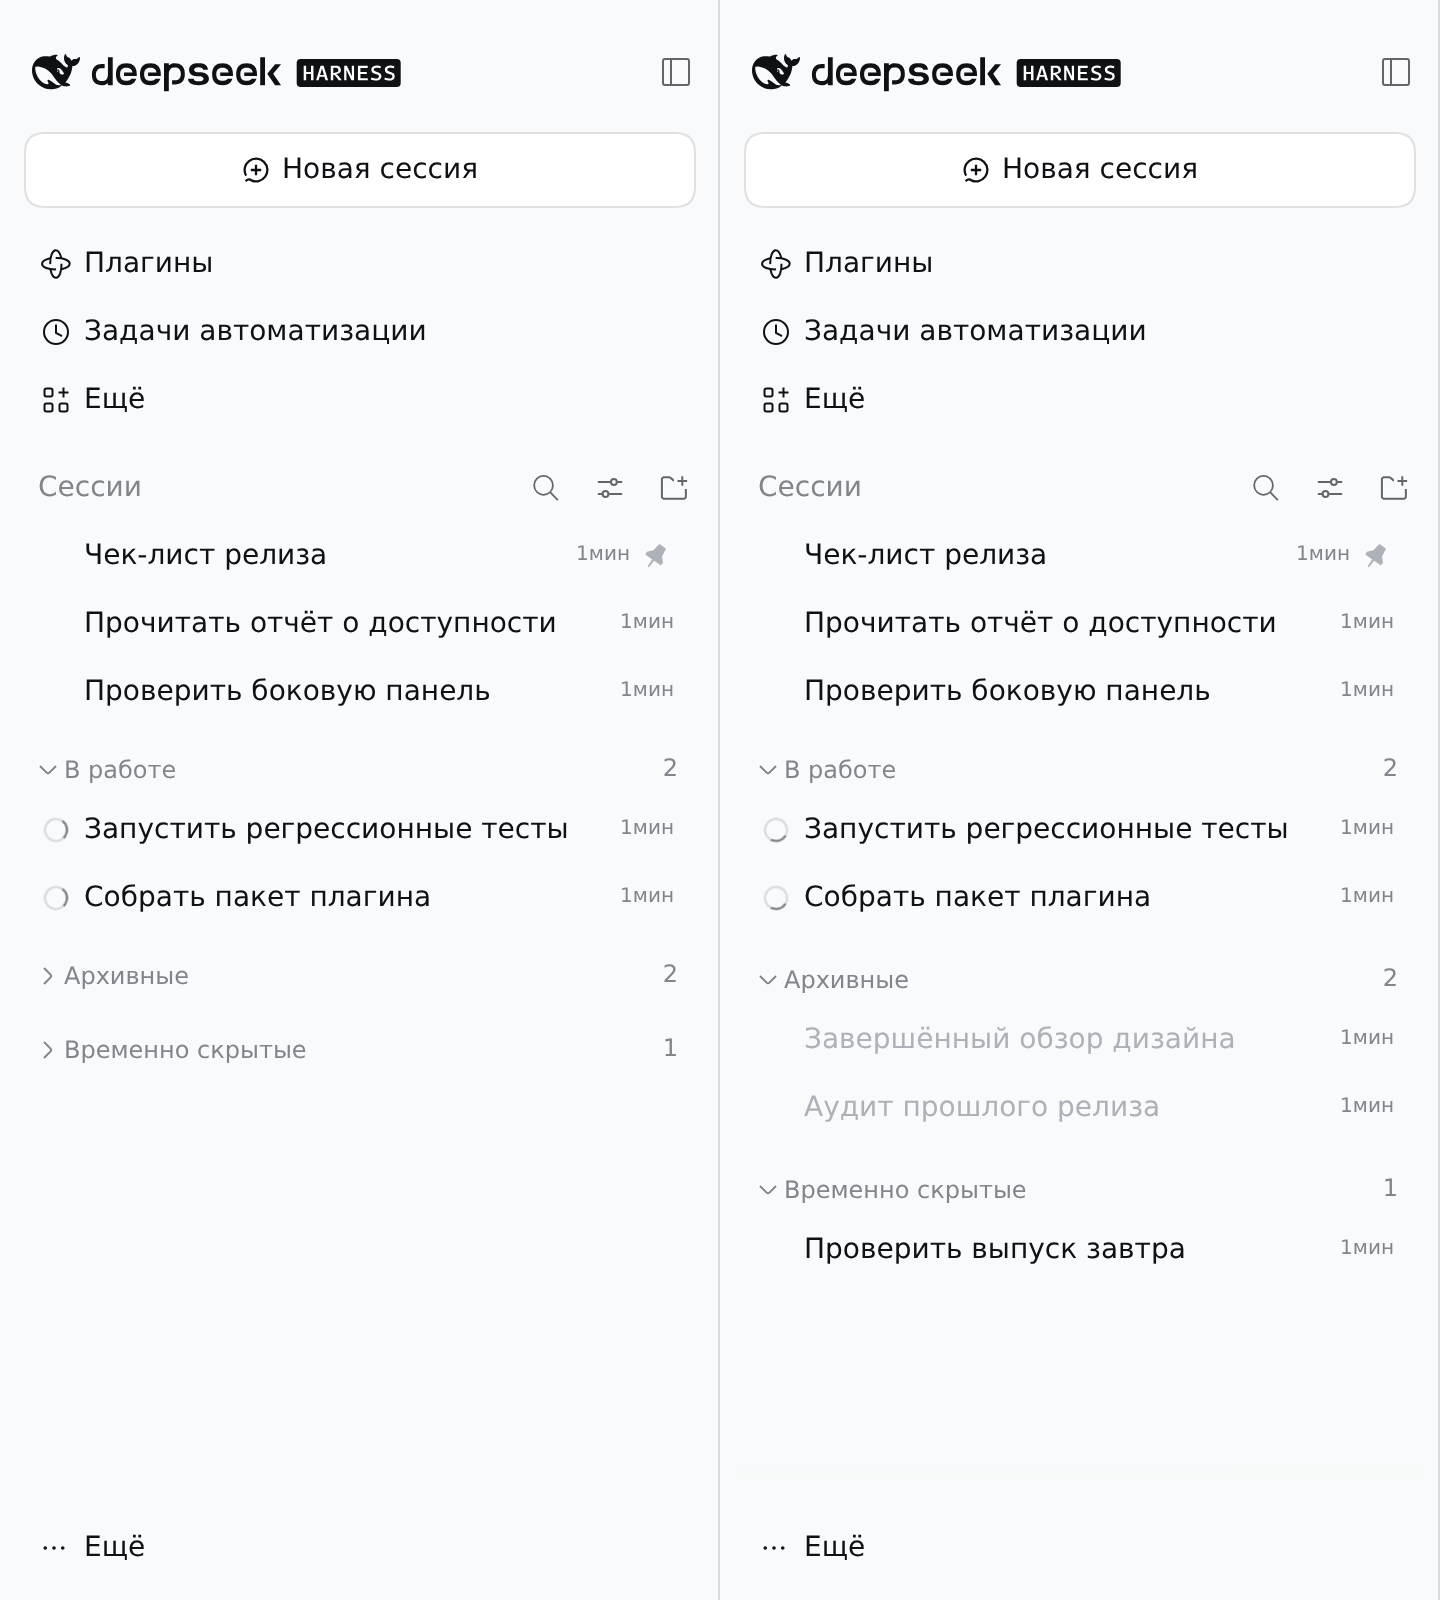 deepseek HARNESS
Новая сессия
Плагины
Задачи автоматизации
Ещё
Сессии
Чек-лист релиза 1мин
Прочитать отчёт о доступности 1мин
Проверить боковую панель 1мин
В работе 2
Запустить регрессионные тесты 1мин
Собрать пакет плагина 1мин
Архивные 2
Временно скрытые 1
Ещё
deepseek HARNESS
Новая сессия
Плагины
Задачи автоматизации
Ещё
Сессии
Чек-лист релиза 1мин
Прочитать отчёт о доступности 1мин
Проверить боковую панель 1мин
В работе 2
Запустить регрессионные тесты 1мин
Собрать пакет плагина 1мин
Архивные 2
Завершённый обзор дизайна 1мин
Аудит прошлого релиза 1мин
Временно скрытые 1
Проверить выпуск завтра 1мин
Ещё